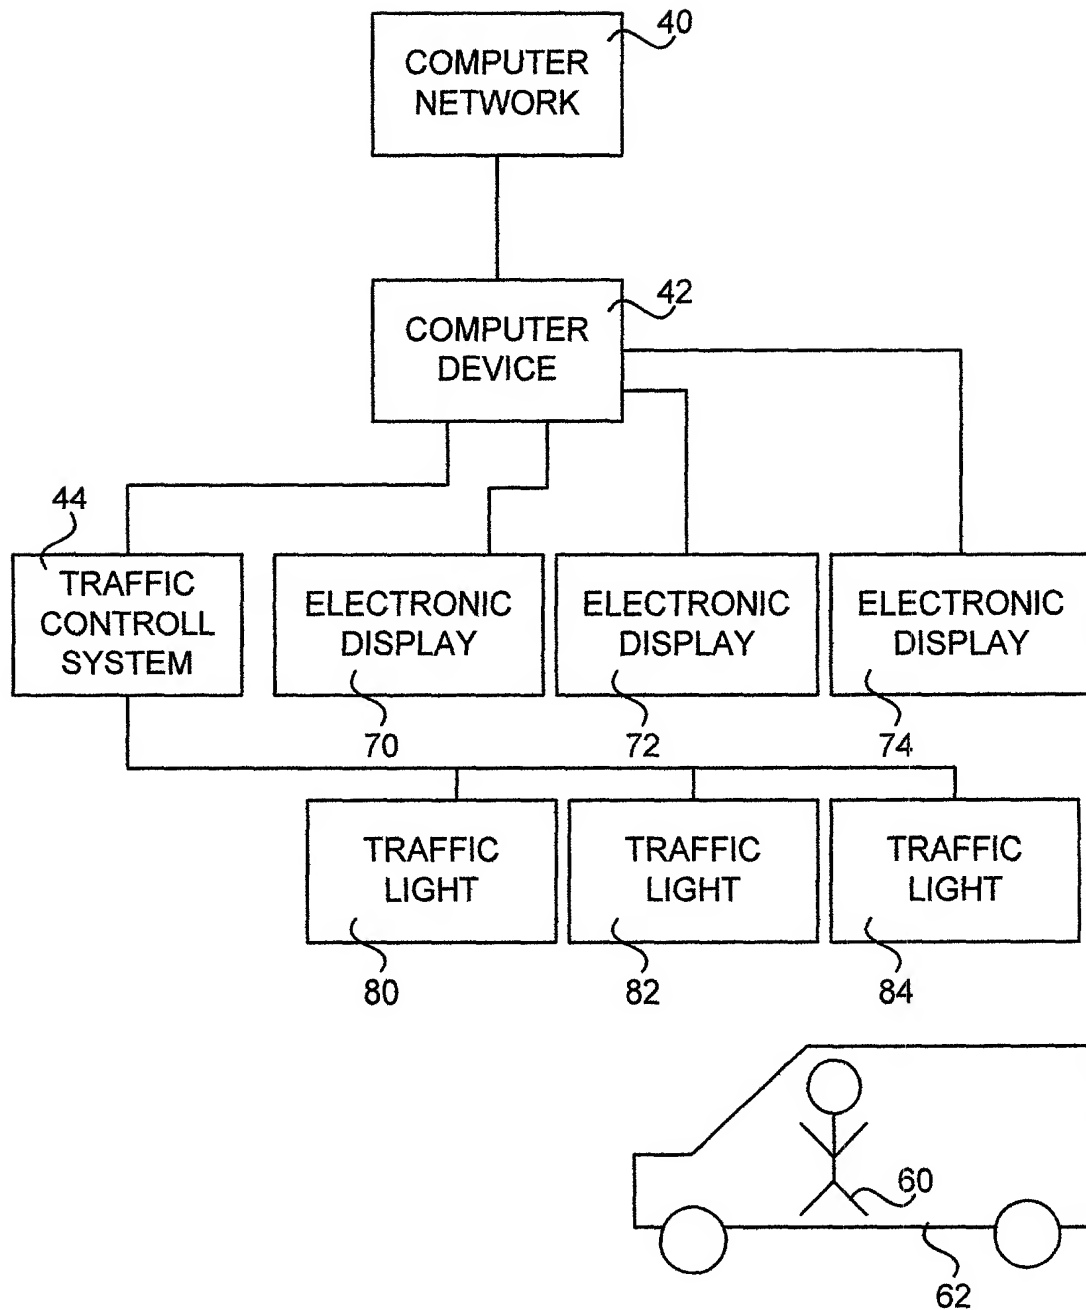 40
COMPUTER
NETWORK
42
COMPUTER
DEVICE
44
TRAFFIC
CONTROLL
SYSTEM
ELECTRONIC
DISPLAY
ELECTRONIC
DISPLAY
ELECTRONIC
DISPLAY
70
72
74
TRAFFIC
LIGHT
TRAFFIC
LIGHT
TRAFFIC
LIGHT
80
82
84
60
62